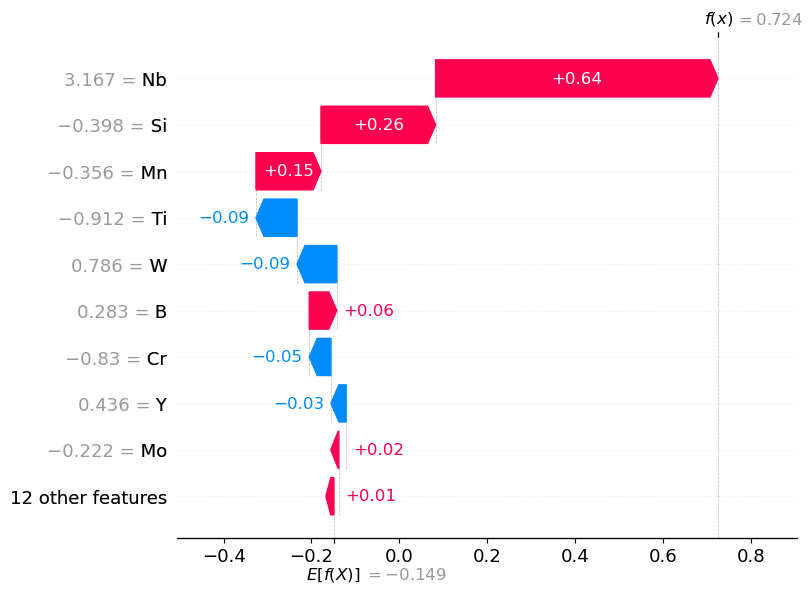 f(x) = 0.724
3.167 = Nb
+0.64
−0.398 = Si
+0.26
−0.356 = Mn
+0.15
−0.912 = Ti
−0.09
0.786 = W
−0.09
0.283 = B
+0.06
−0.83 = Cr
−0.05
0.436 = Y
−0.03
−0.222 = Mo
+0.02
12 other features
+0.01
−0.4 −0.2 0.0 0.2 0.4 0.6 0.8
E[f(X)] = −0.149